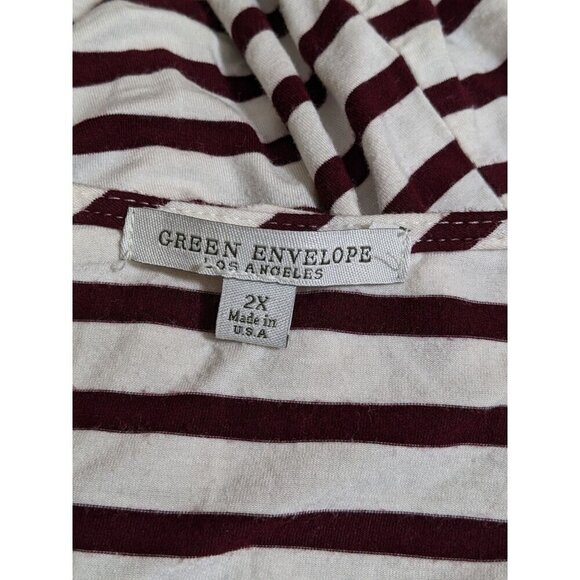 GREEN ENVELOPE
LOS ANGELES
2X
Made in
U.S.A